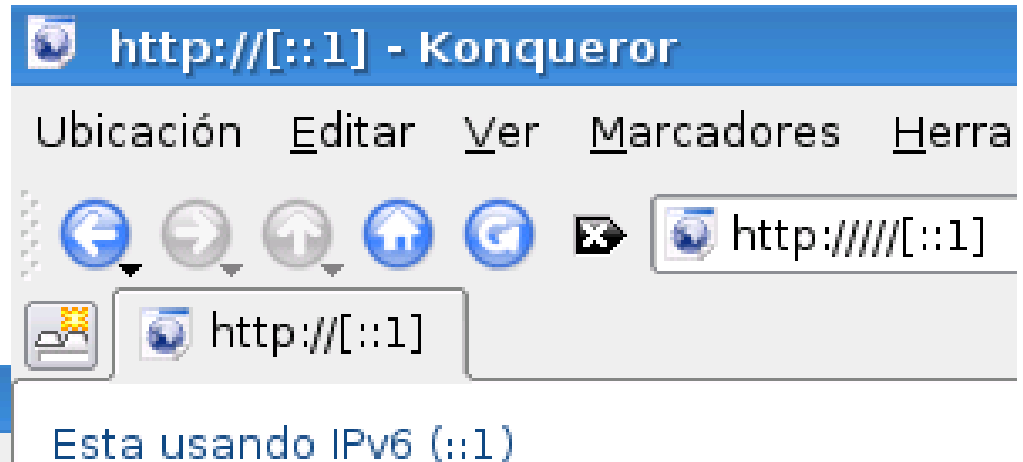 http://[::1] - Konqueror
Ubicación Editar Ver Marcadores Herra
http://///[::1]
http://[::1]
Esta usando IPv6 (::1)